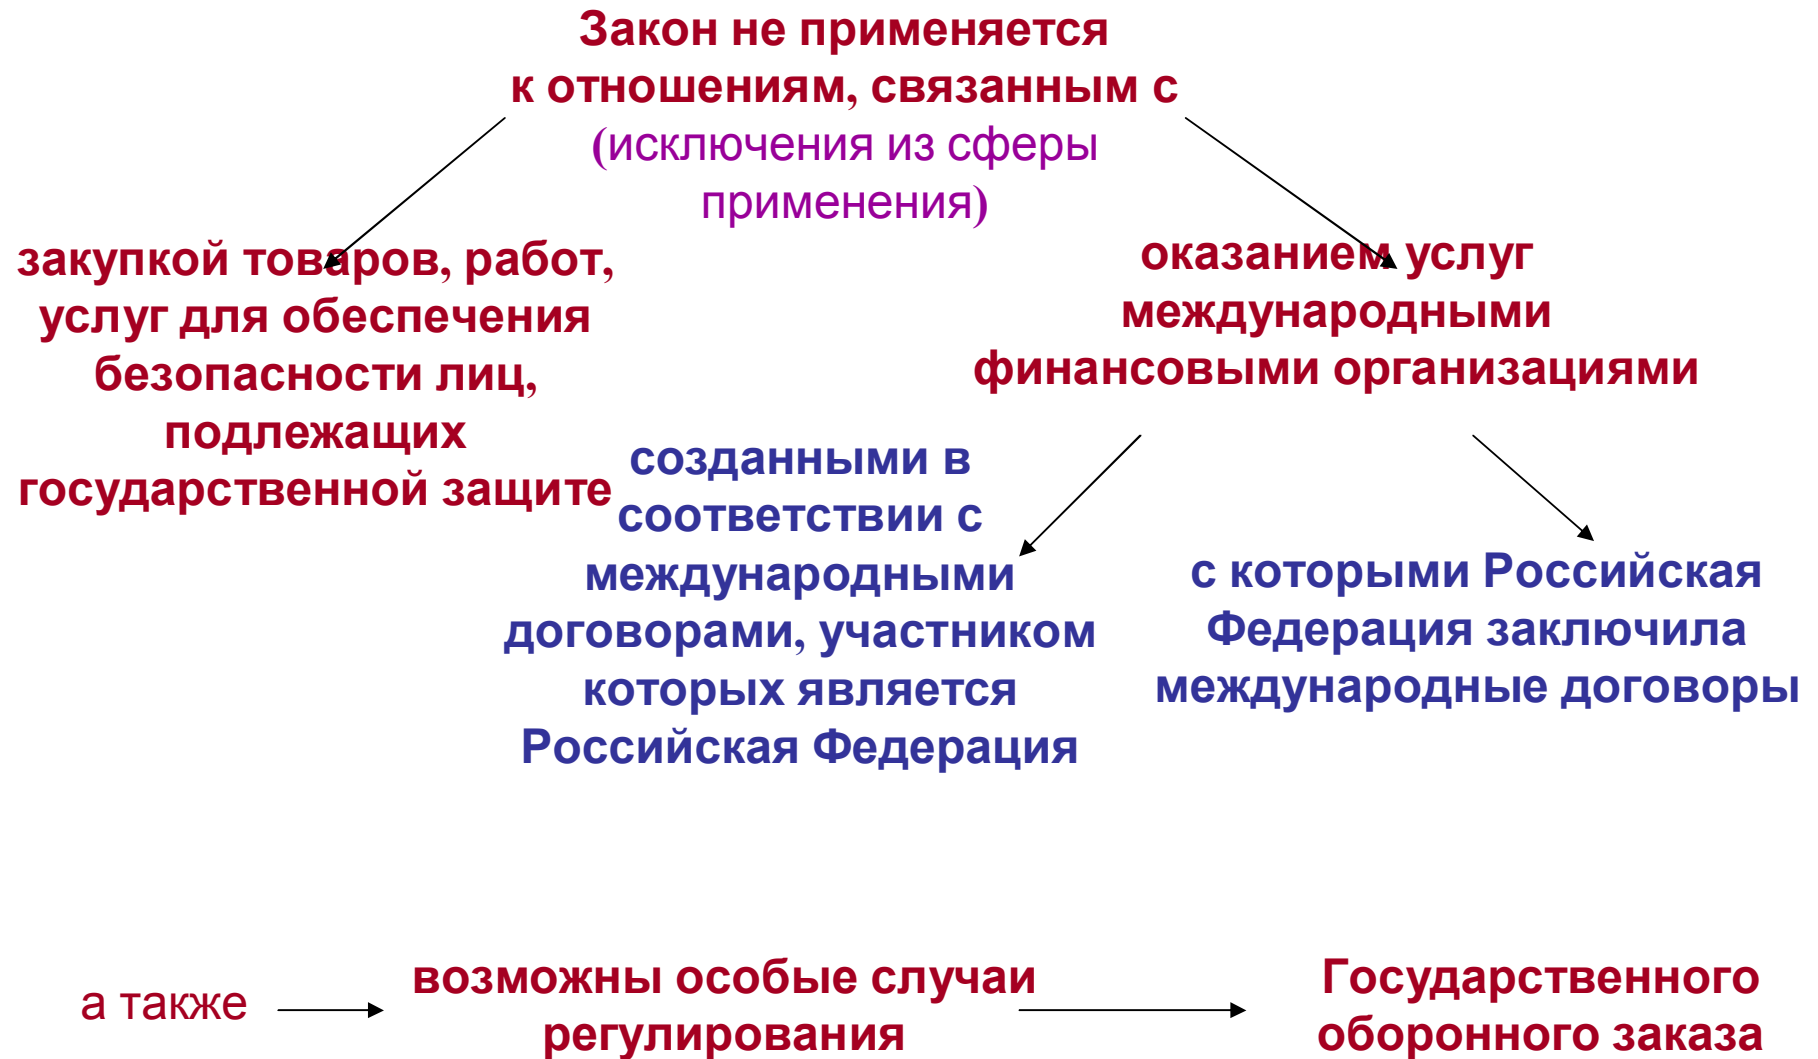 Закон не применяется
к отношениям, связанным с
(исключения из сферы
применения)
закупкой товаров, работ,
услуг для обеспечения
безопасности лиц,
подлежащих
государственной защите
оказанием услуг
международными
финансовыми организациями
созданными в
соответствии с
международными
договорами, участником
которых является
Российская Федерация
с которыми Российская
Федерация заключила
международные договоры
а также
возможны особые случаи
регулирования
Государственного
оборонного заказа